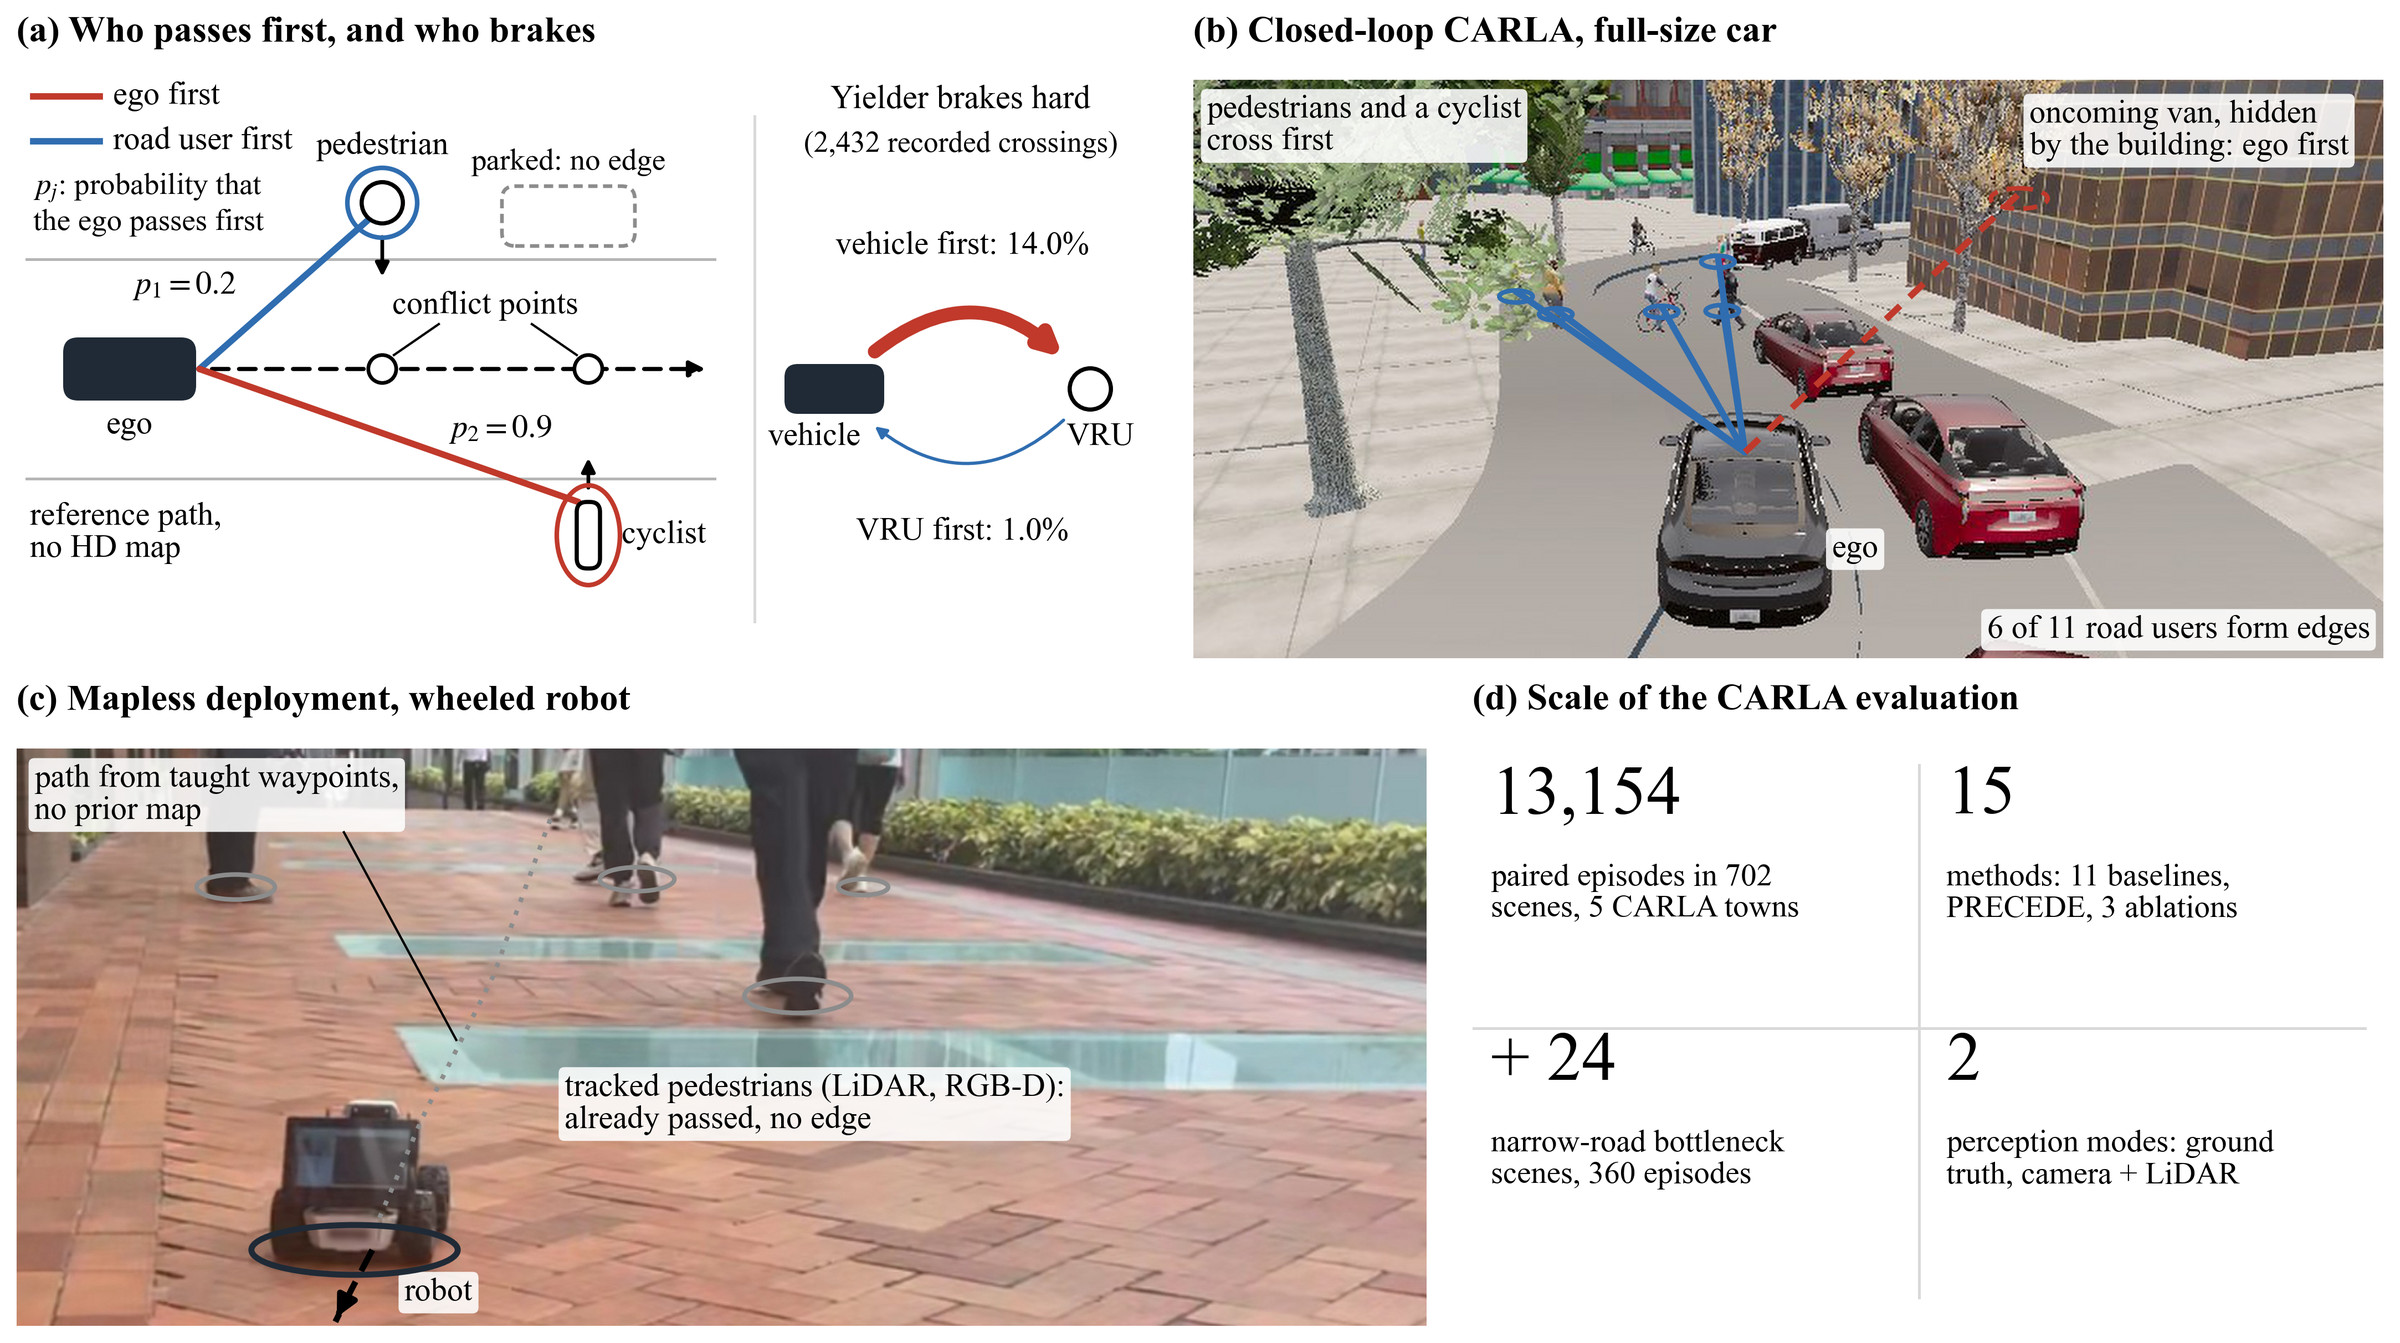 (a) Who passes first, and who brakes
ego first
road user first
pⱼ: probability that
the ego passes first
pedestrian
parked: no edge
p₁ = 0.2
conflict points
ego
p₂ = 0.9
reference path,
no HD map
cyclist
Yielder brakes hard
(2,432 recorded crossings)
vehicle first: 14.0%
vehicle
VRU
VRU first: 1.0%
(b) Closed-loop CARLA, full-size car
pedestrians and a cyclist
cross first
oncoming van, hidden
by the building: ego first
ego
6 of 11 road users form edges
(c) Mapless deployment, wheeled robot
path from taught waypoints,
no prior map
tracked pedestrians (LiDAR, RGB-D):
already passed, no edge
robot
(d) Scale of the CARLA evaluation
13,154
paired episodes in 702
scenes, 5 CARLA towns
15
methods: 11 baselines,
PRECEDE, 3 ablations
+ 24
narrow-road bottleneck
scenes, 360 episodes
2
perception modes: ground
truth, camera + LiDAR